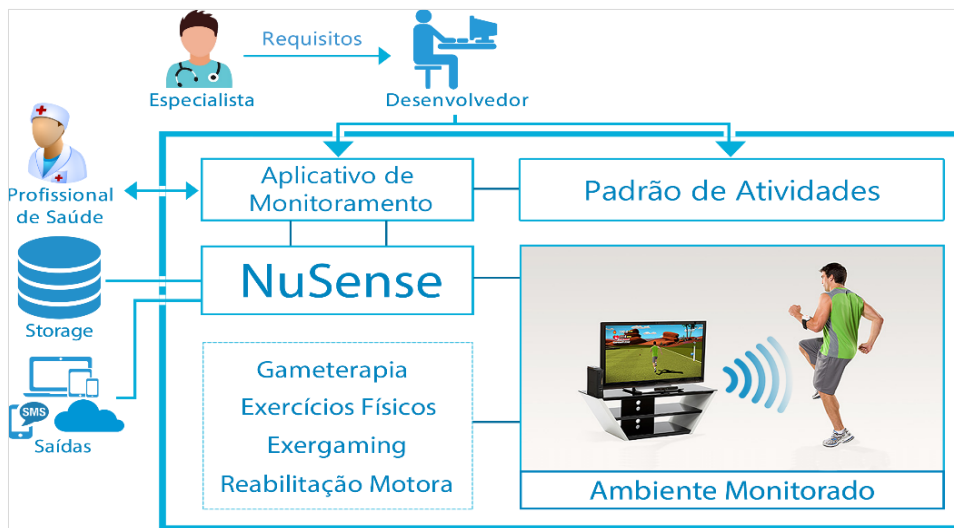 Requisitos
Especialista
Desenvolvedor
Profissional
de Saúde
Aplicativo de
Monitoramento
Padrão de Atividades
NuSense
Storage
Gameterapia
Exercícios Físicos
Exergaming
Reabilitação Motora
SMS
Saídas
Ambiente Monitorado